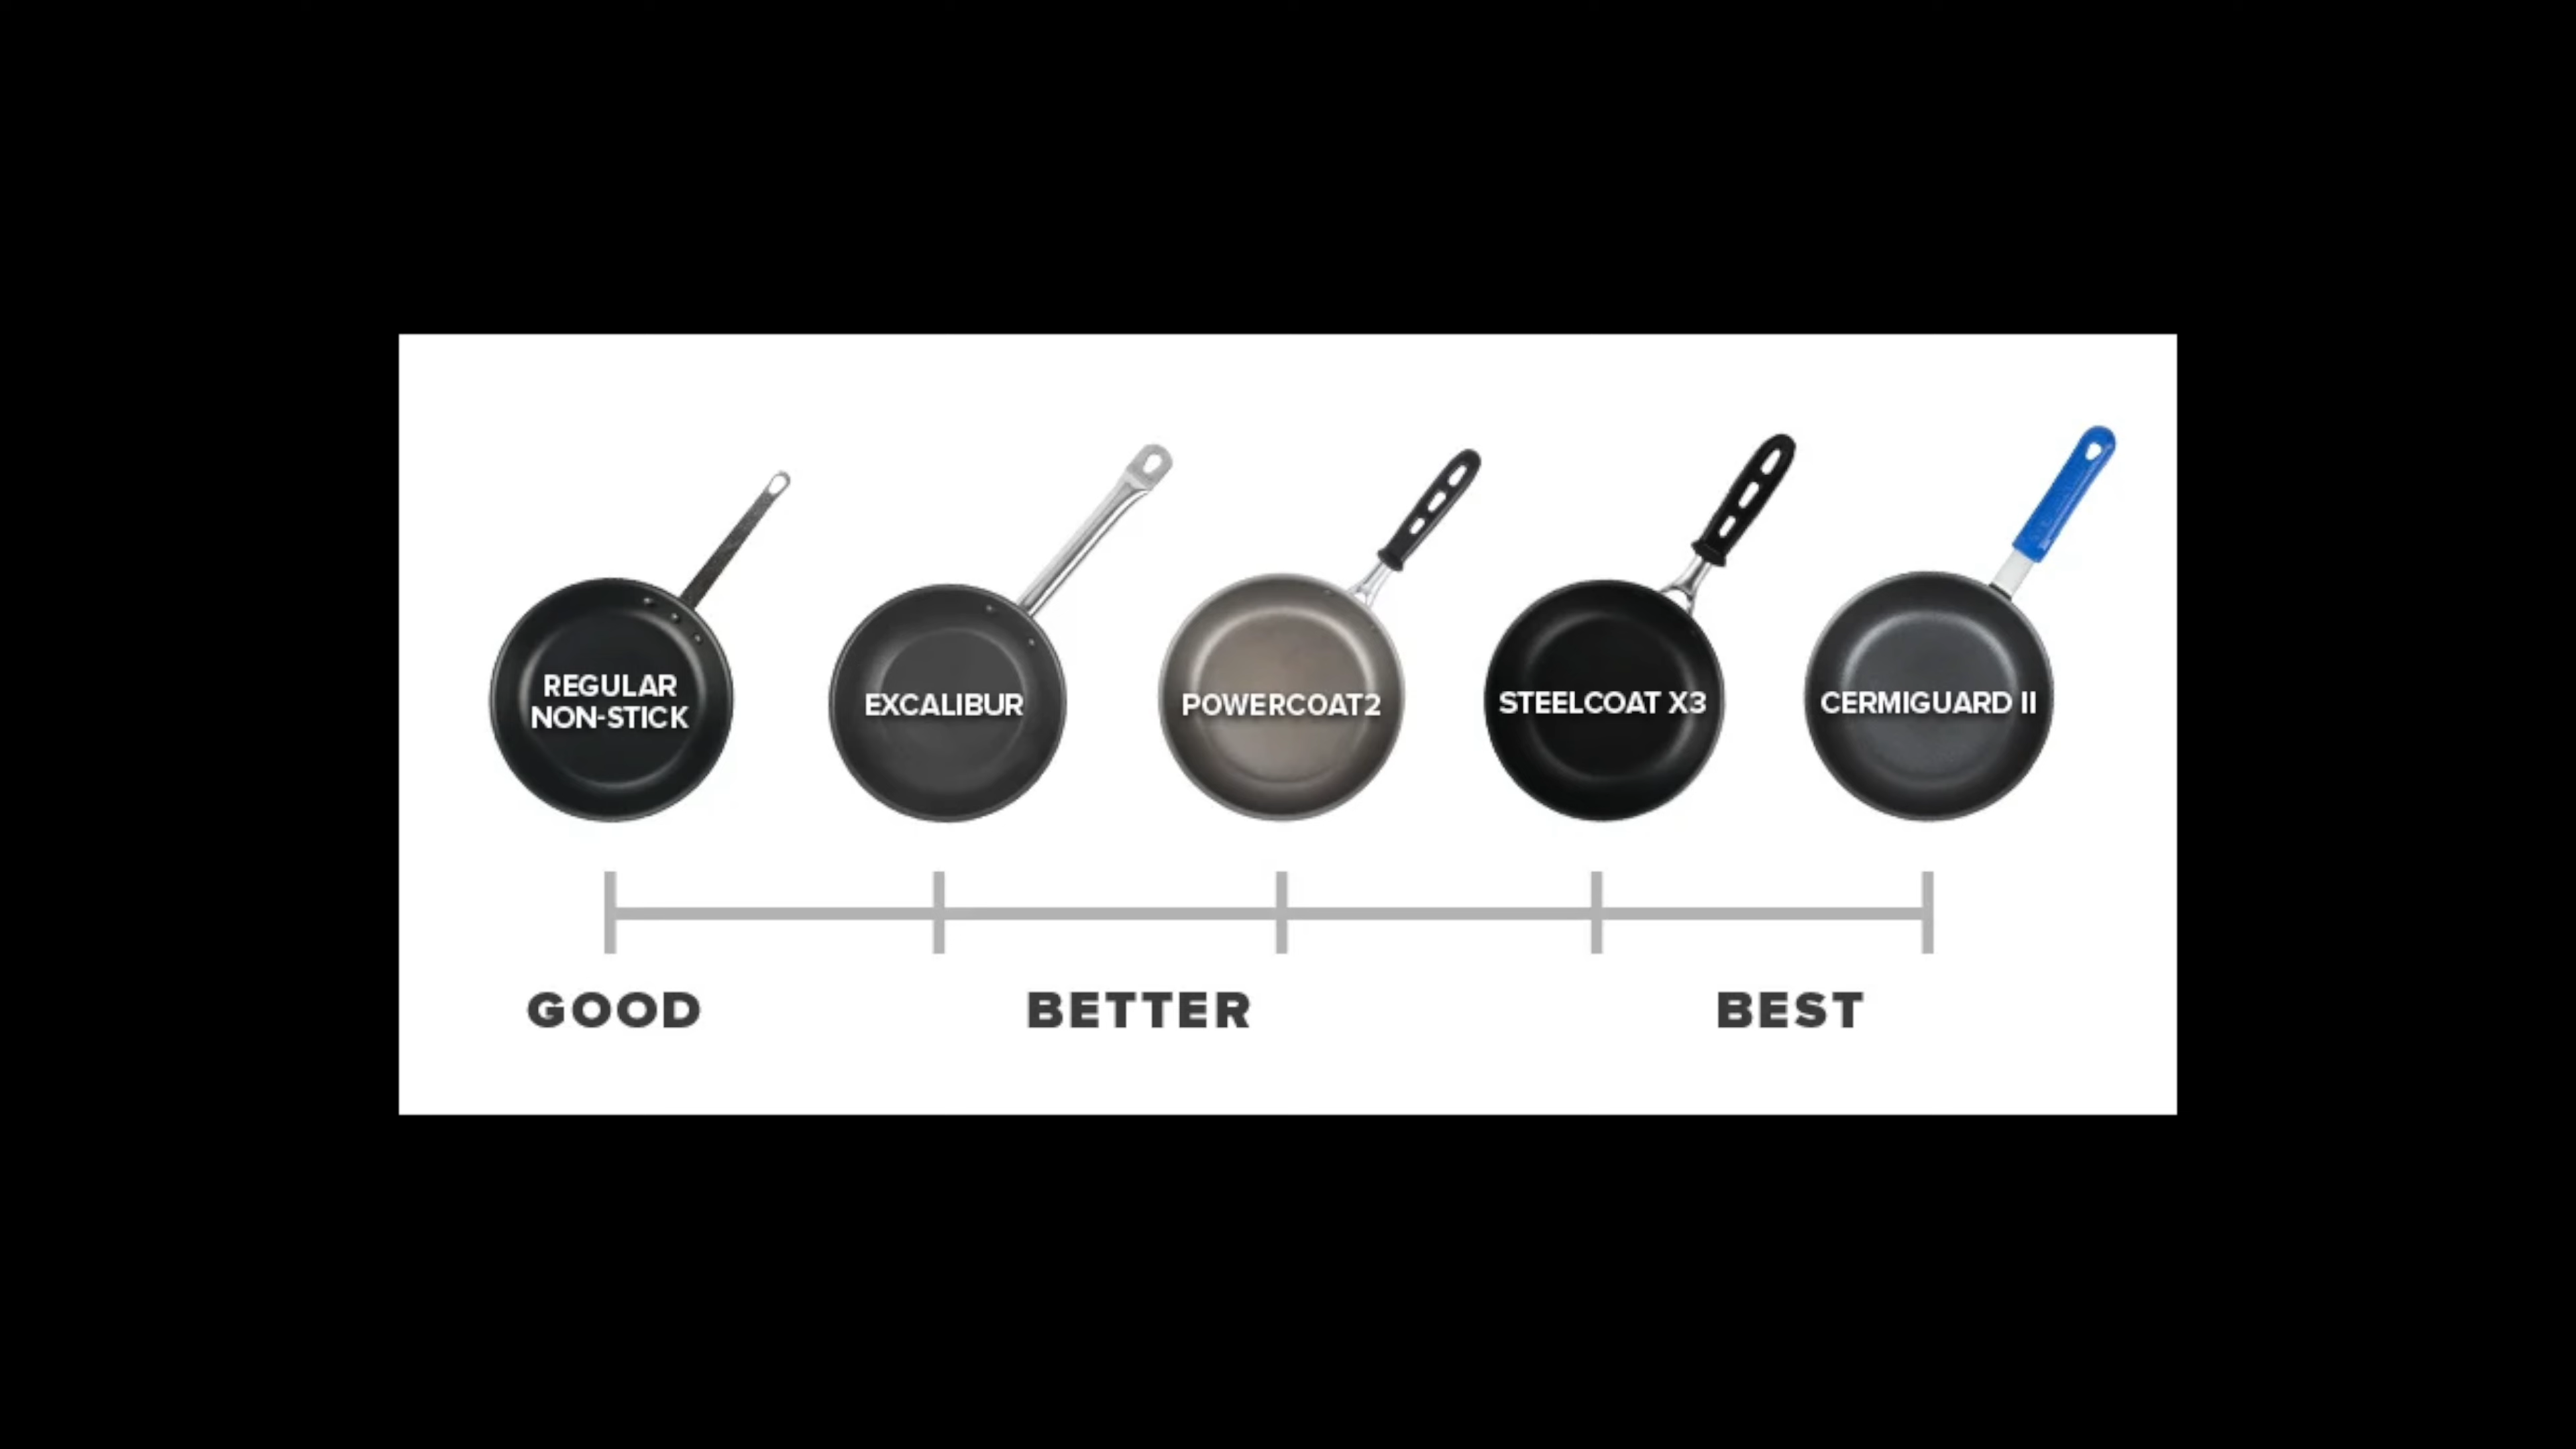 REGULAR
NON-STICK
EXCALIBUR
POWERCOAT2
STEELCOAT X3
CERMIGUARD II
GOOD
BETTER
BEST